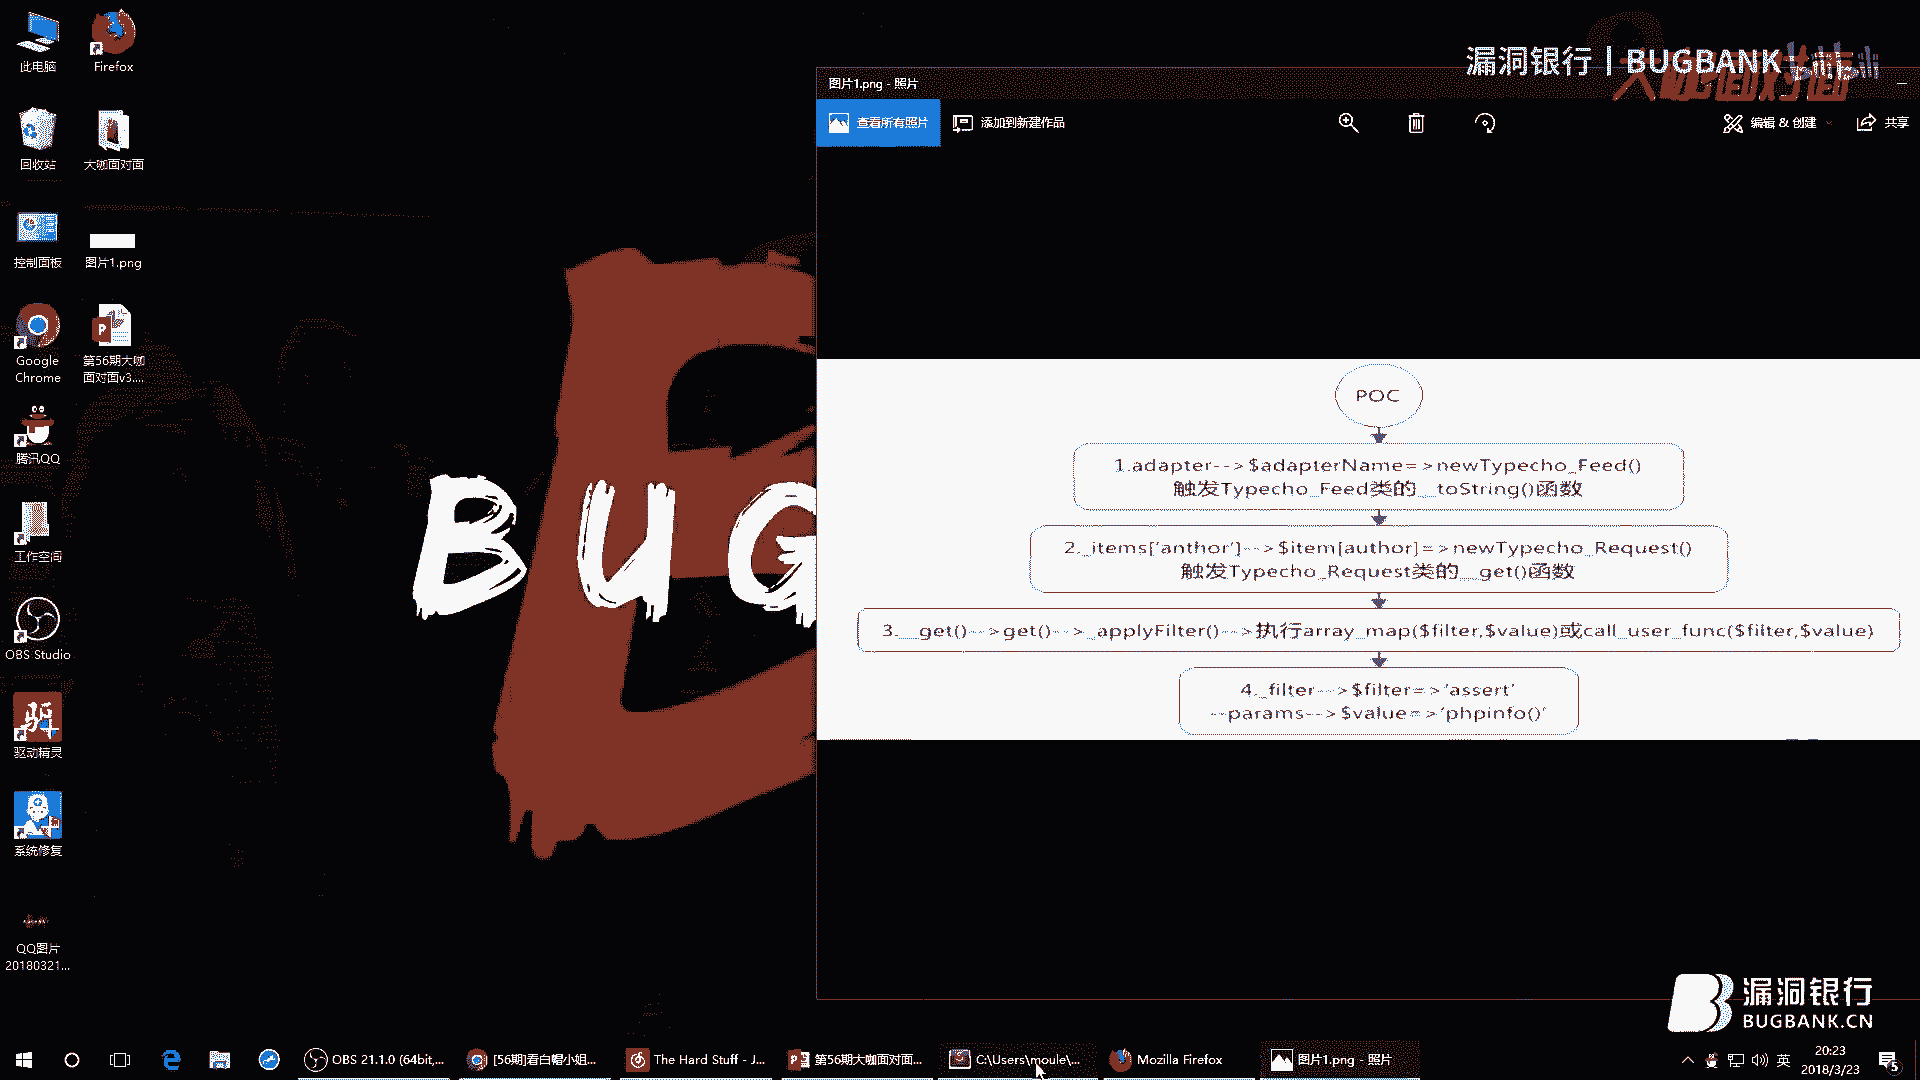 此电脑
Firefox
回收站
大咖面对面
控制面板
图片1.png
Google
Chrome
第56期大咖
面对面v3....
腾讯QQ
工作空间
OBS Studio
驱动精灵
系统修复
QQ图片
20180321...
BUG
漏洞银行 | BUGBANK
大咖面对面
图片1.png - 照片
查看所有照片
添加到新建作品
编辑 & 创建
共享
POC
1.adapter-->$adapterName=>newTypecho_Feed()
触发Typecho_Feed类的__toString()函数
2._items['anthor']-->$item[author]=>newTypecho_Request()
触发Typecho_Request类的__get()函数
3.__get()-->get()-->_applyFilter()-->执行array_map($filter,$value)或call_user_func($filter,$value)
4._filter-->$filter=>'assert'
--params-->$value=>'phpinfo()'
漏洞银行
BUGBANK.CN
OBS 21.1.0 (64bit,...
[56期]看白帽小姐...
The Hard Stuff - J...
第56期大咖面对面...
C:\Users\moule\...
Mozilla Firefox
图片1.png - 照片
英
20:23
2018/3/23
5